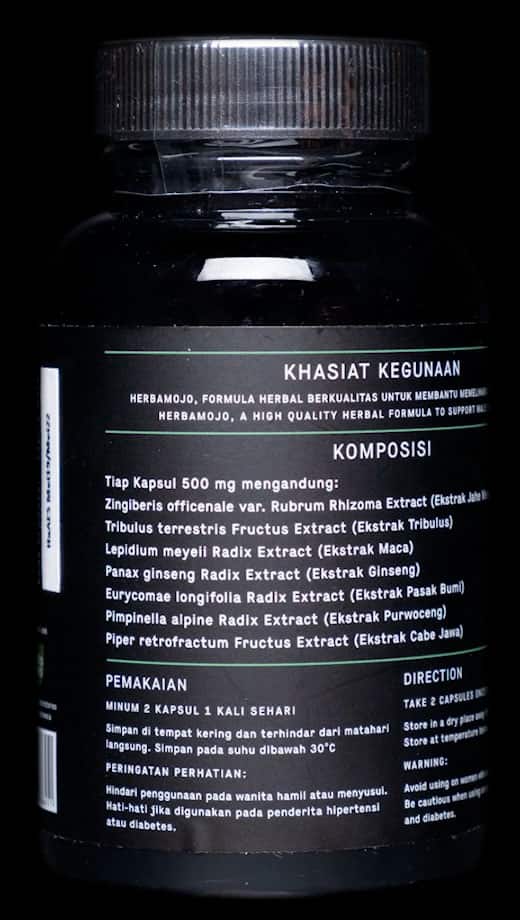 KHASIAT KEGUNAAN
HERBAMOJO, FORMULA HERBAL BERKUALITAS UNTUK MEMBANTU
HERBAMOJO, A HIGH QUALITY HERBAL FORMULA TO SUPPORT
KOMPOSISI
Tiap Kapsul 500 mg mengandung:
Zingiberis officenale var. Rubrum Rhizoma Extract (Ekstrak Jahe
Tribulus terrestris Fructus Extract (Ekstrak Tribulus)
Lepidium meyeii Radix Extract (Ekstrak Maca)
Panax ginseng Radix Extract (Ekstrak Ginseng)
Eurycomae longifolla Radix Extract (Ekstrak Pasak Bumi)
Pimpinella alpine Radix Extract (Ekstrak Purwoceng)
Piper retrofractum Fructus Extract (Ekstrak Cabe Jawa)
PEMAKAIAN
MINUM 2 KAPSUL 1 KALI SEHARI
Simpan di tempat kering dan terhindar dari matahari
langsung. Simpan pada suhu dibawah 30°C
PERINGATAN PERHATIAN:
Hindari penggunaan pada wanita hamil atau menyusui.
Hati-hati jika digunakan pada penderita hipertensi
atau diabetes.
DIRECTION
TAKE 2 CAPSULES
Store in a dry place
Store at temperature
WARNING:
Avoid using on women
Be cautious when using
and diabetes.